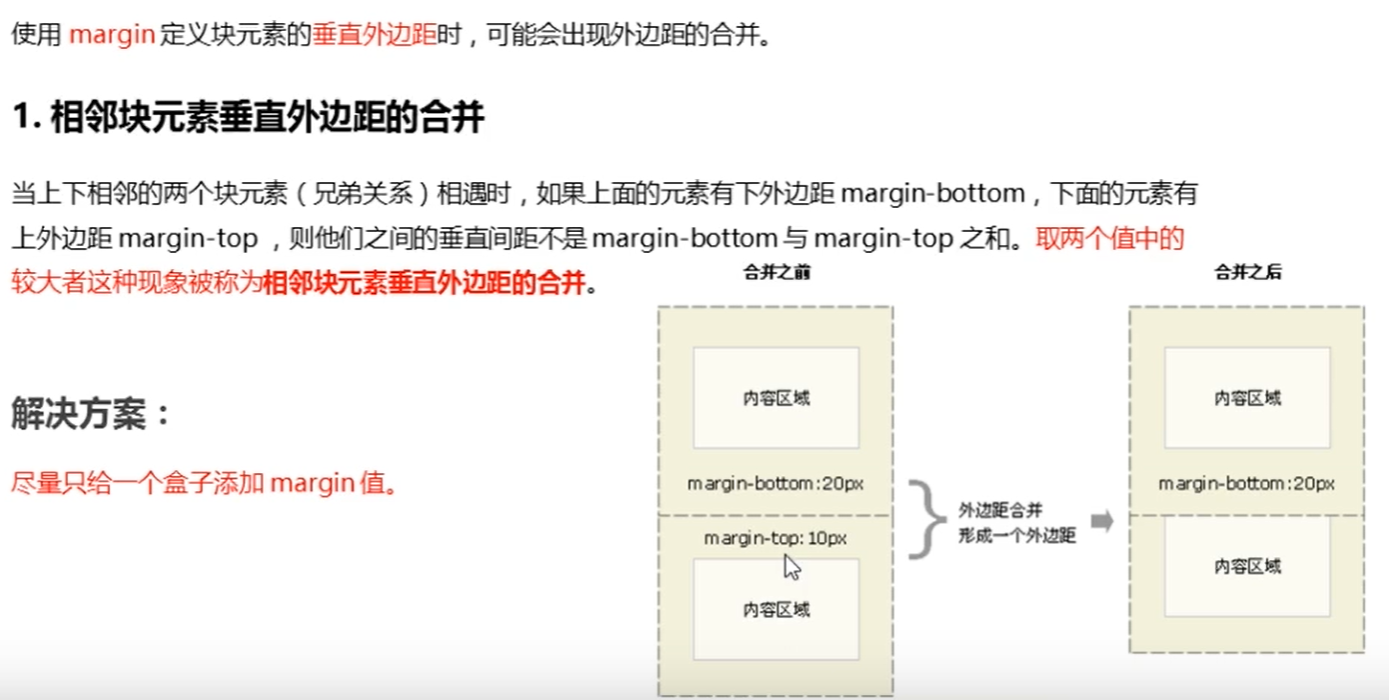 使用 margin 定义块元素的垂直外边距时，可能会出现外边距的合并。
1. 相邻块元素垂直外边距的合并
当上下相邻的两个块元素（兄弟关系）相遇时，如果上面的元素有下外边距 margin-bottom，下面的元素有
上外边距 margin-top ，则他们之间的垂直间距不是 margin-bottom 与 margin-top 之和。取两个值中的
较大者这种现象被称为相邻块元素垂直外边距的合并。
解决方案：
尽量只给一个盒子添加 margin 值。
合并之前
内容区域
margin-bottom:20px
margin-top: 10px
内容区域
外边距合并
形成一个外边距
合并之后
内容区域
margin-bottom:20px
内容区域